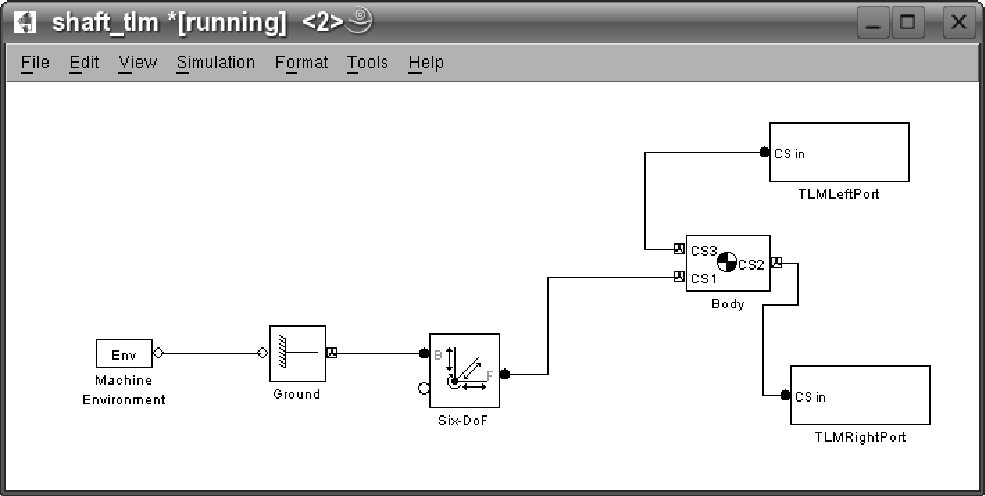 shaft_tlm *[running] <2>
File Edit View Simulation Format Tools Help
CS in
TLMLeftPort
CS3
CS2
CS1
Body
Env
Machine
Environment
Ground
B
F
Six-DoF
CS in
TLMRightPort